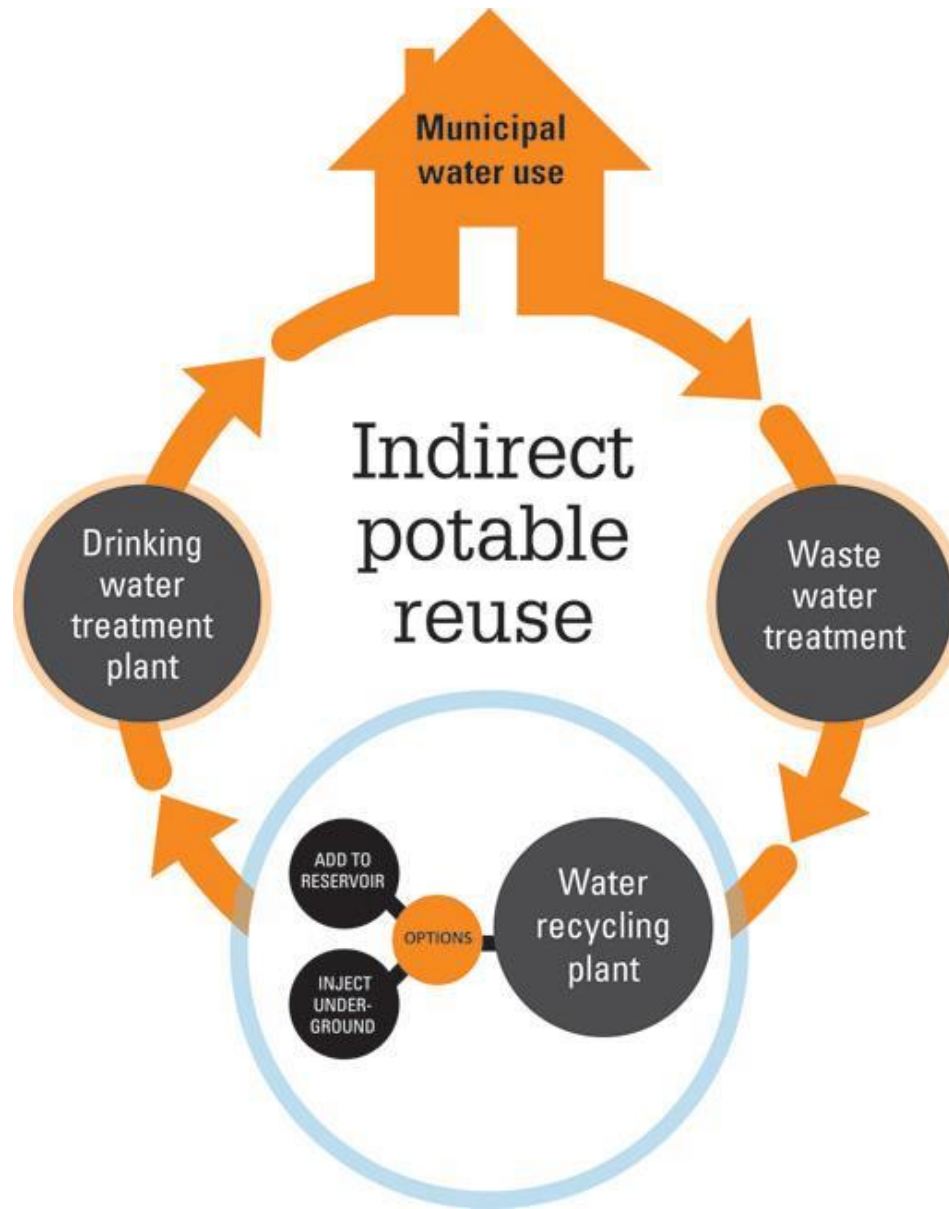 Municipal
water use
Indirect
potable
reuse
Drinking
water
treatment
plant
Waste
water
treatment
ADD TO
RESERVOIR
OPTIONS
INJECT
UNDER-
GROUND
Water
recycling
plant